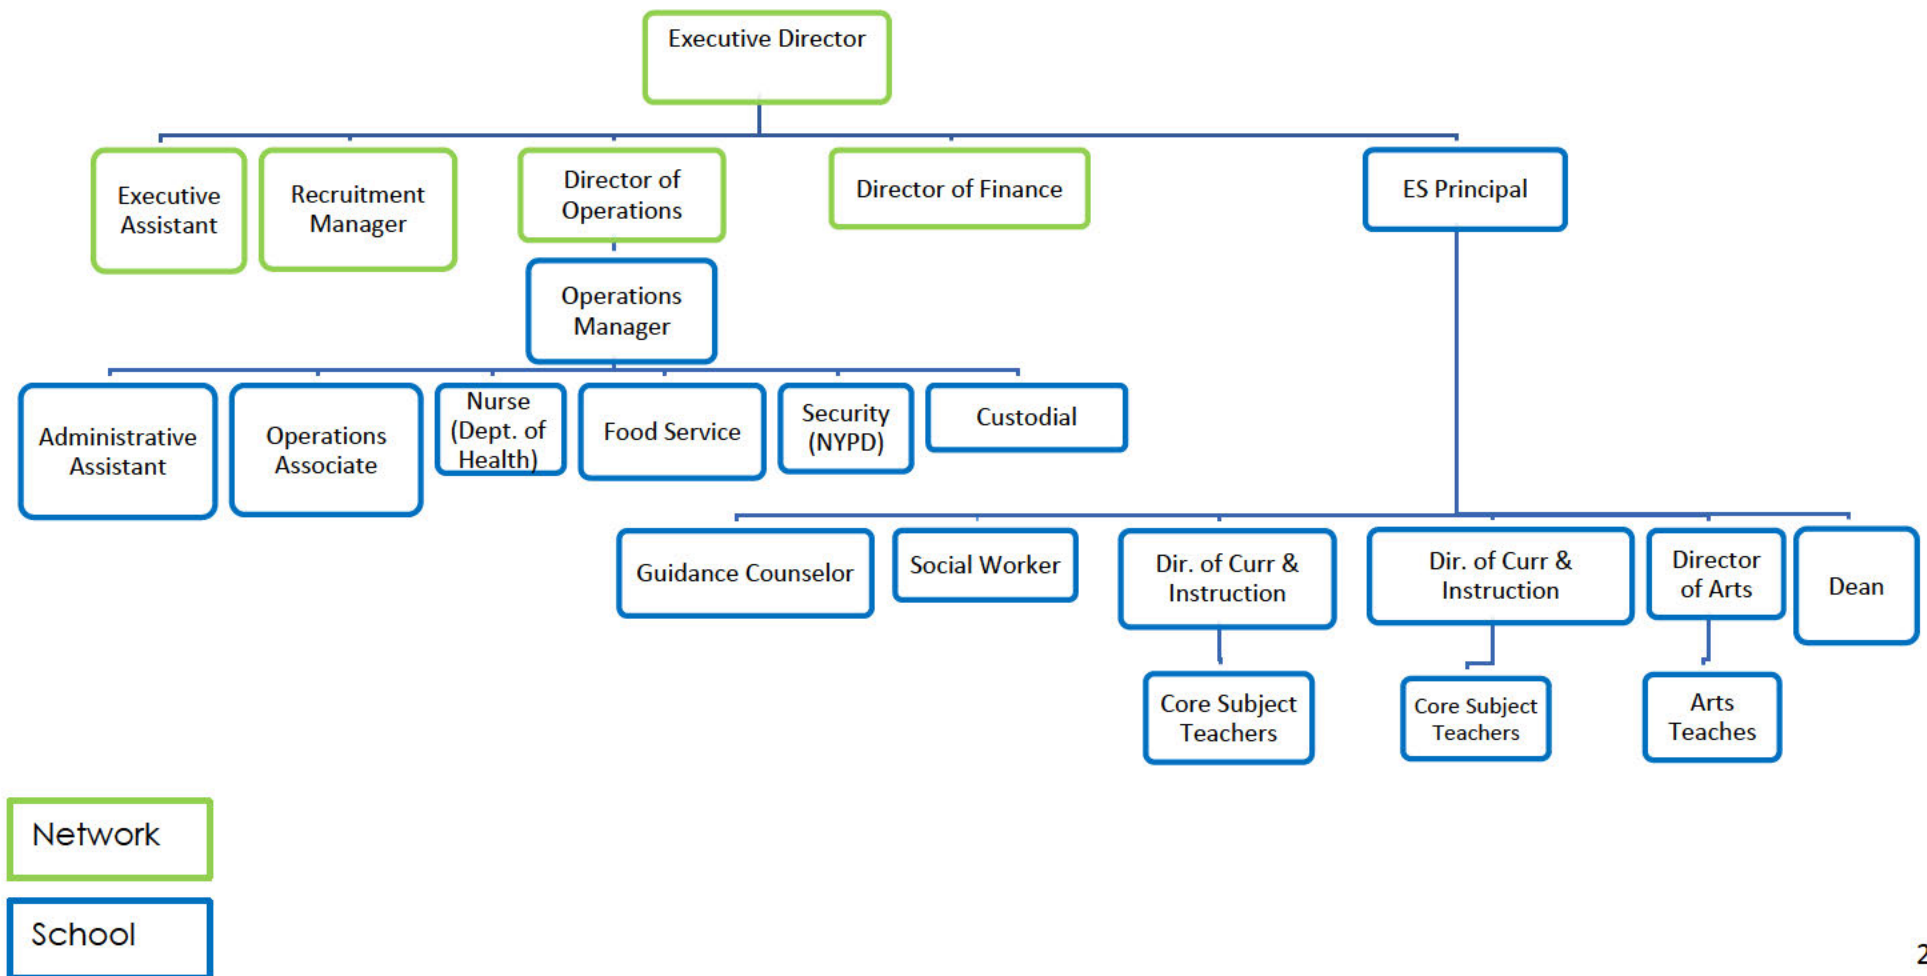 Executive Director
Executive
Assistant
Recruitment
Manager
Director of
Operations
Director of Finance
ES Principal
Operations
Manager
Administrative
Assistant
Operations
Associate
Nurse
(Dept. of
Health)
Food Service
Security
(NYPD)
Custodial
Guidance Counselor
Social Worker
Dir. of Curr &
Instruction
Dir. of Curr &
Instruction
Director
of Arts
Dean
Core Subject
Teachers
Core Subject
Teachers
Arts
Teaches
Network
School
2